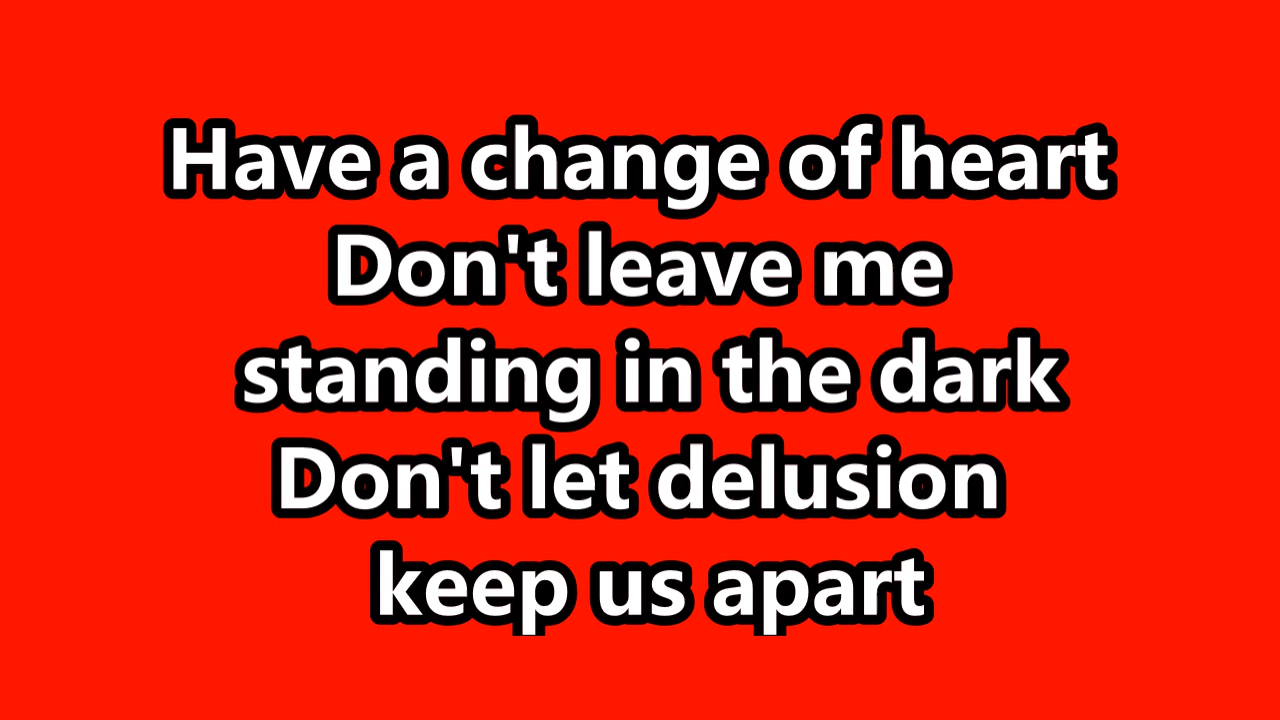 Have a change of heart
Don't leave me
standing in the dark
Don't let delusion
keep us apart